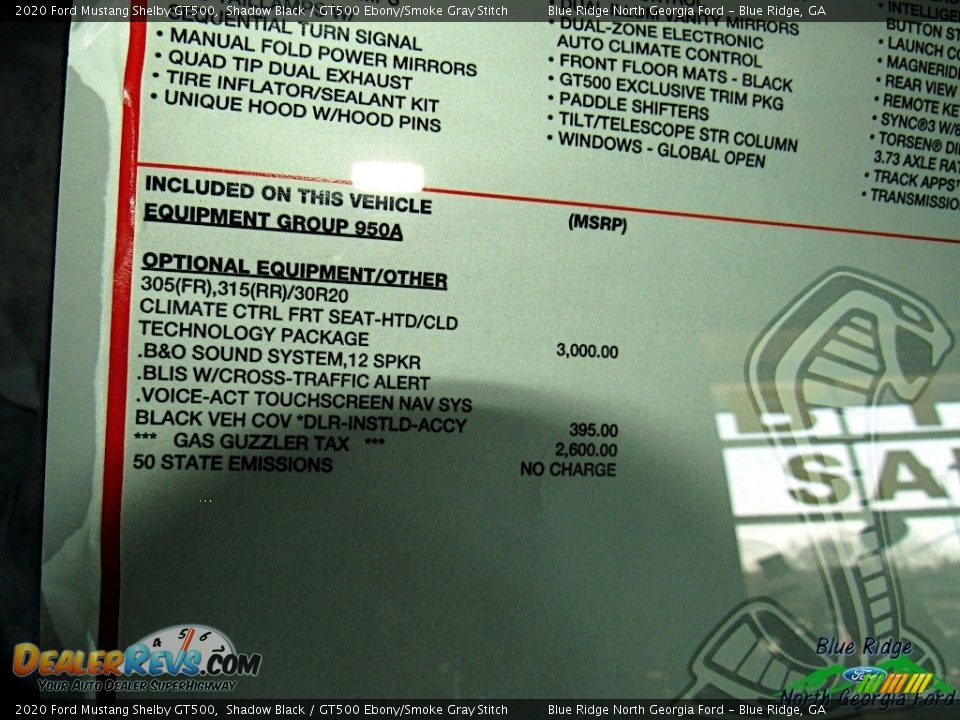 2020 Ford Mustang Shelby GT500, Shadow Black / GT500 Ebony/Smoke Gray Stitch Blue Ridge North Georgia Ford - Blue Ridge, GA
SEQUENTIAL TURN SIGNAL
• MANUAL FOLD POWER MIRRORS
• QUAD TIP DUAL EXHAUST
• TIRE INFLATOR/SEALANT KIT
• UNIQUE HOOD W/HOOD PINS
VANITY MIRRORS
• DUAL-ZONE ELECTRONIC
AUTO CLIMATE CONTROL
• FRONT FLOOR MATS - BLACK
• GT500 EXCLUSIVE TRIM PKG
• PADDLE SHIFTERS
• TILT/TELESCOPE STR COLUMN
• WINDOWS - GLOBAL OPEN
• INTELLIGE
BUTTON ST
• LAUNCH CO
• MAGNERID
• REAR VIEW
• REMOTE KE
• SYNC®3 W/8
• TORSEN® DI
3.73 AXLE RAT
• TRACK APPS
• TRANSMISSIO
INCLUDED ON THIS VEHICLE (MSRP)
EQUIPMENT GROUP 950A
OPTIONAL EQUIPMENT/OTHER
305(FR),315(RR)/30R20
CLIMATE CTRL FRT SEAT-HTD/CLD
TECHNOLOGY PACKAGE 3,000.00
.B&O SOUND SYSTEM,12 SPKR
.BLIS W/CROSS-TRAFFIC ALERT
.VOICE-ACT TOUCHSCREEN NAV SYS
BLACK VEH COV *DLR-INSTLD-ACCY 395.00
*** GAS GUZZLER TAX *** 2,600.00
50 STATE EMISSIONS NO CHARGE
SA
4 5 6
DEALERREVS.COM
YOUR AUTO DEALER SUPERHIGHWAY
Blue Ridge
Ford
North Georgia Ford
2020 Ford Mustang Shelby GT500, Shadow Black / GT500 Ebony/Smoke Gray Stitch Blue Ridge North Georgia Ford - Blue Ridge, GA